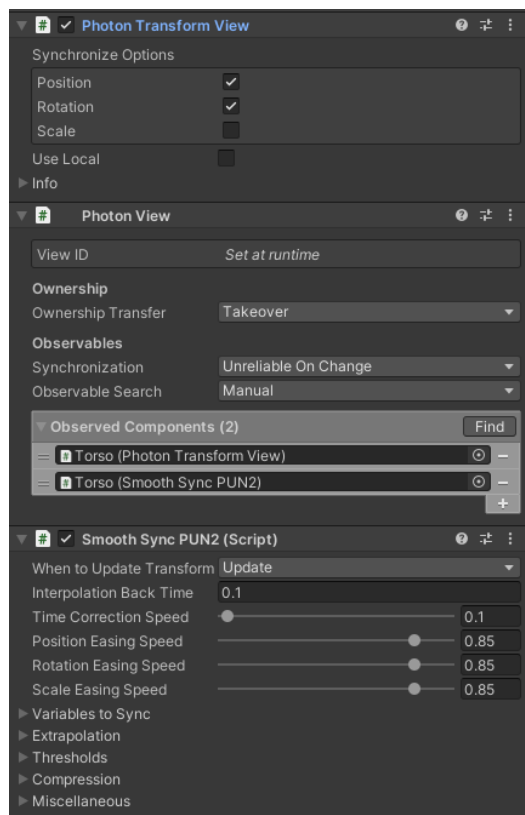 Photon Transform View
Synchronize Options
Position
Rotation
Scale
Use Local
Info
Photon View
View ID Set at runtime
Ownership
Ownership Transfer Takeover
Observables
Synchronization Unreliable On Change
Observable Search Manual
Observed Components (2) Find
Torso (Photon Transform View)
Torso (Smooth Sync PUN2)
Smooth Sync PUN2 (Script)
When to Update Transform Update
Interpolation Back Time 0.1
Time Correction Speed 0.1
Position Easing Speed 0.85
Rotation Easing Speed 0.85
Scale Easing Speed 0.85
Variables to Sync
Extrapolation
Thresholds
Compression
Miscellaneous